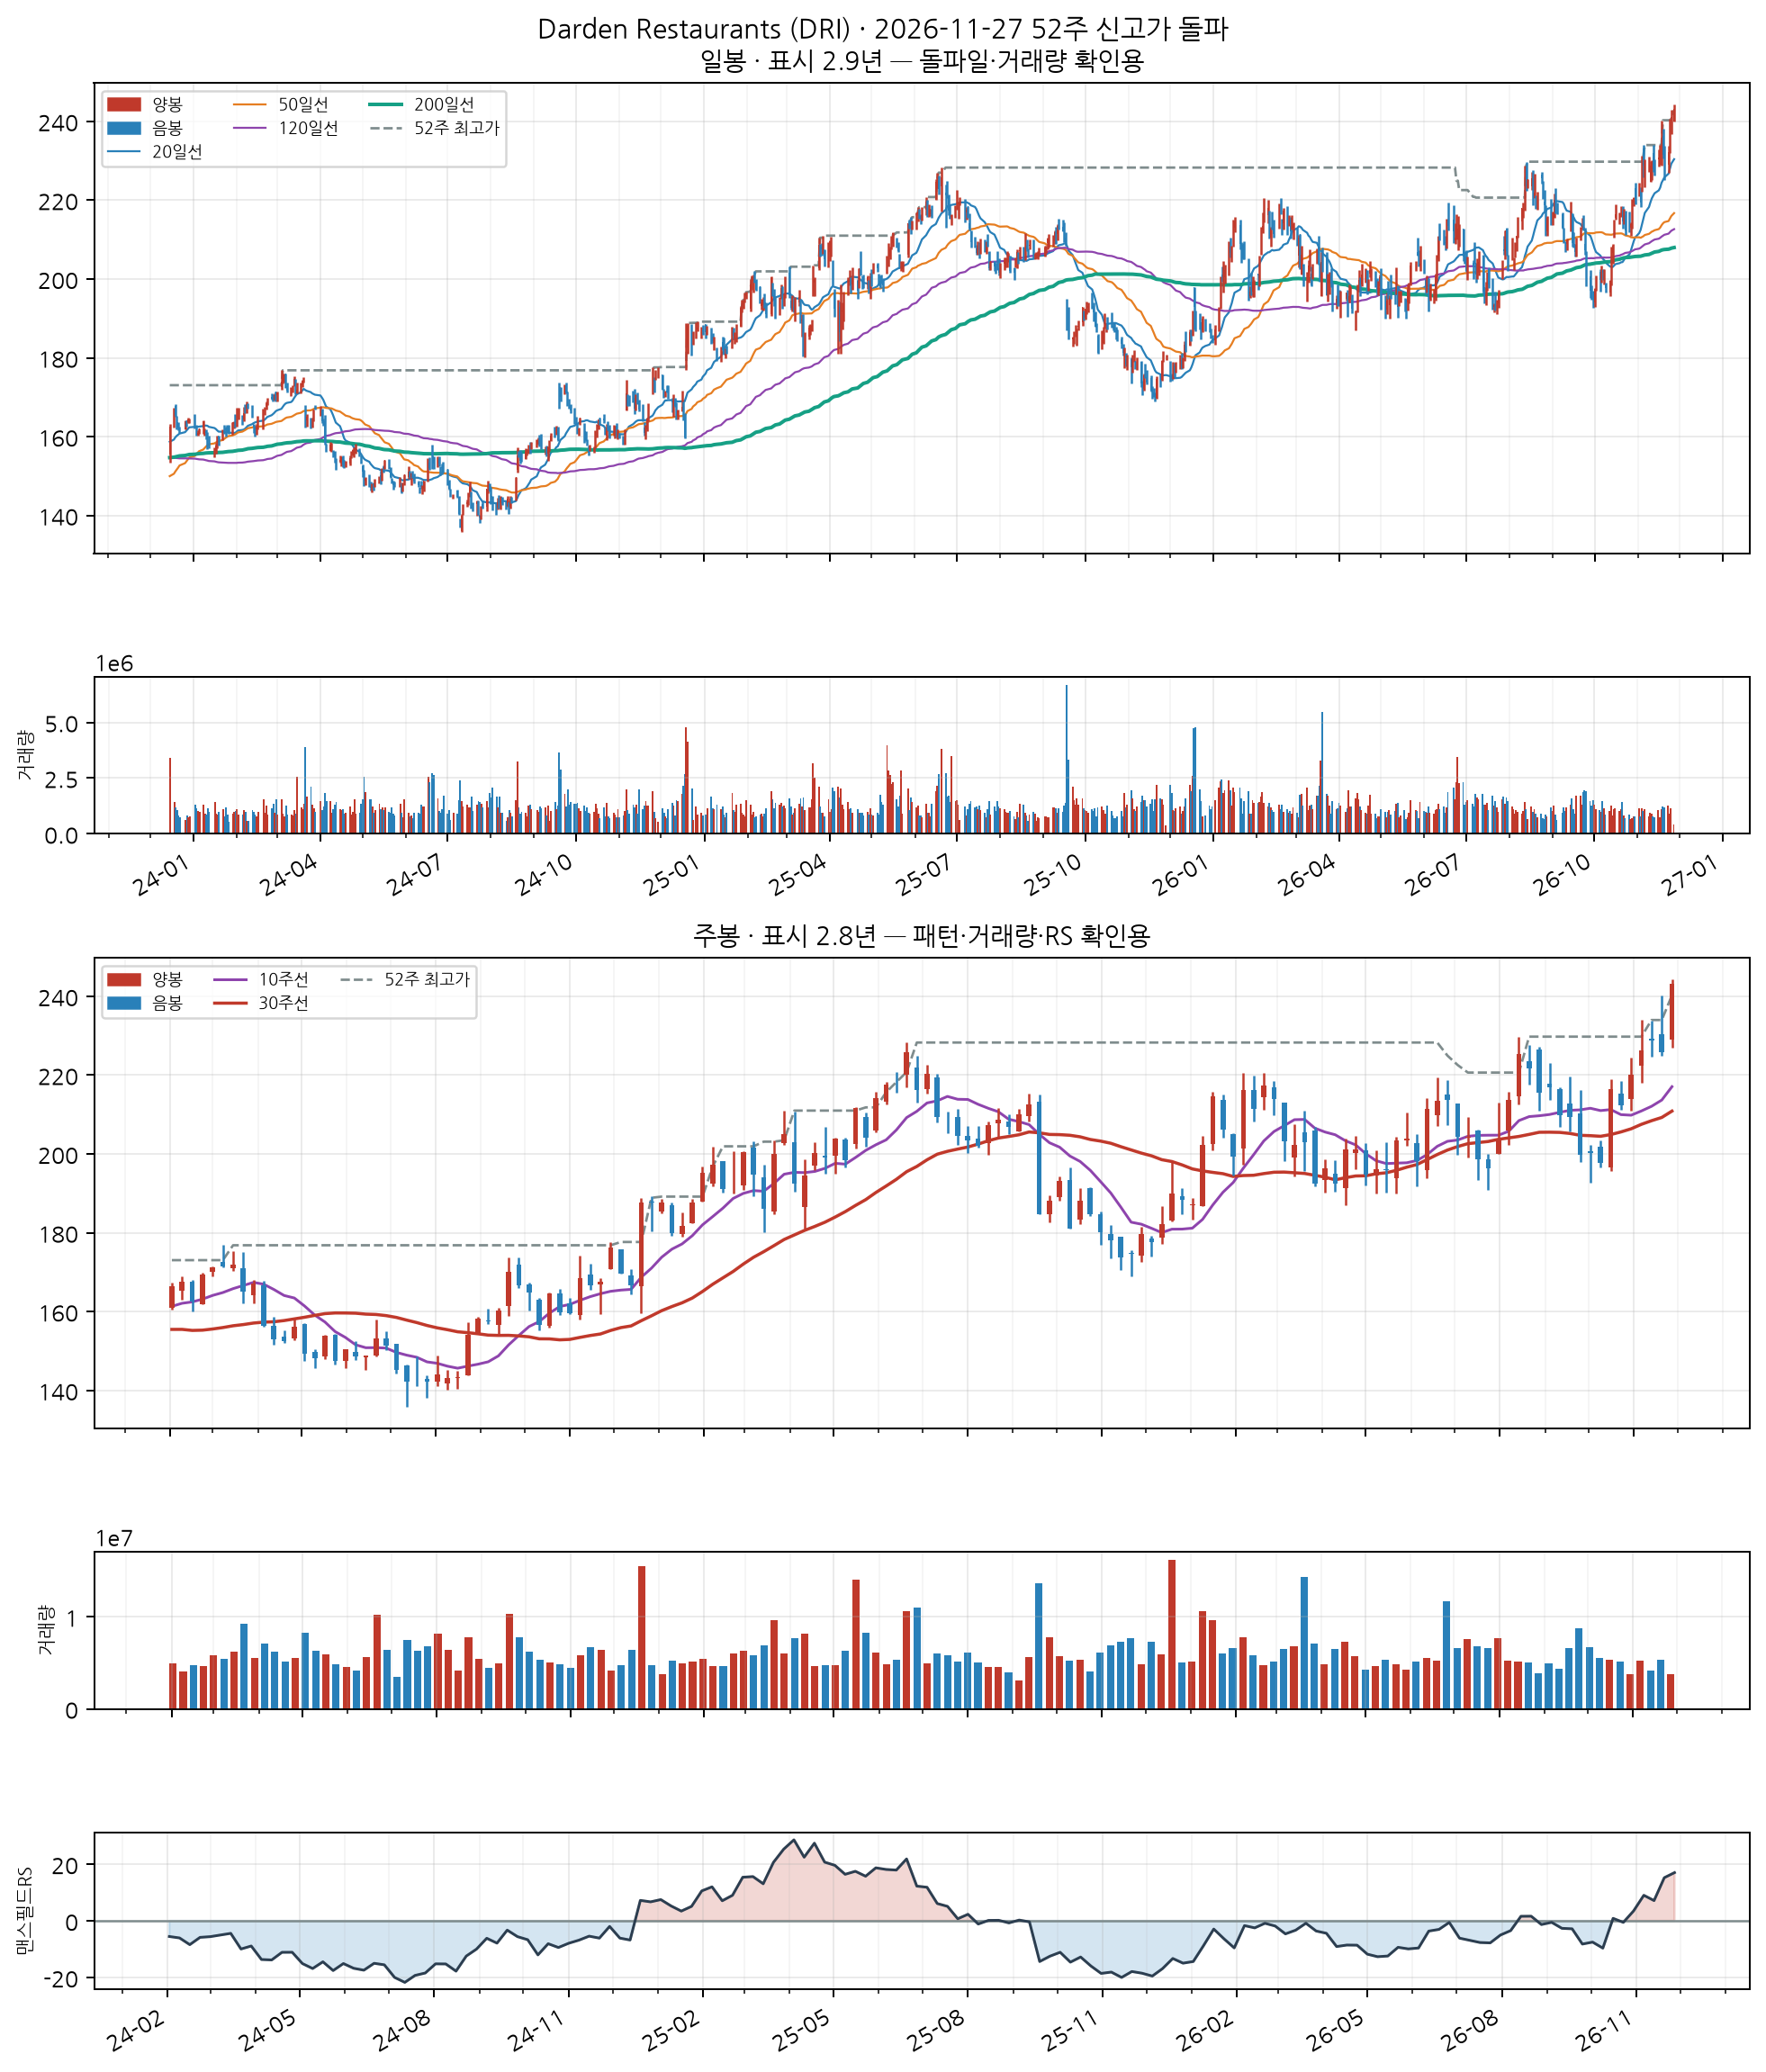 Darden Restaurants (DRI) · 2026-11-27 52주 신고가 돌파
일봉 · 표시 2.9년 — 돌파일·거래량 확인용
양봉 50일선 200일선
음봉 120일선 52주 최고가
20일선
240
220
200
180
160
140
1e6
거래량
5.0
2.5
0.0
24-01 24-04 24-07 24-10 25-01 25-04 25-07 25-10 26-01 26-04 26-07 26-10 27-01
주봉 · 표시 2.8년 — 패턴·거래량·RS 확인용
양봉 10주선 52주 최고가
음봉 30주선
240
220
200
180
160
140
1e7
거래량
1
0
맨스필드RS
20
0
-20
24-02 24-05 24-08 24-11 25-02 25-05 25-08 25-11 26-02 26-05 26-08 26-11